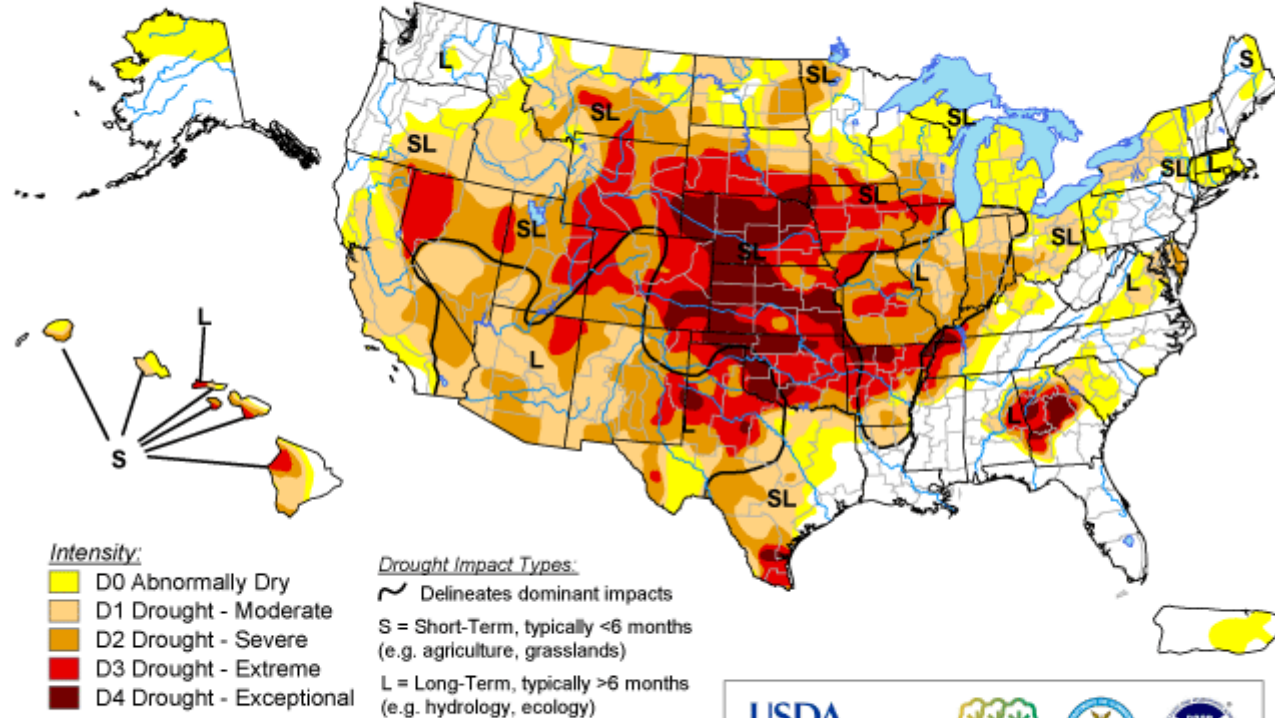 L
SL
SL
S
SL
SL
SL
L
SL
SL
SL
SL
L
L
L
L
L
L
SL
S
Intensity:
D0 Abnormally Dry
D1 Drought - Moderate
D2 Drought - Severe
D3 Drought - Extreme
D4 Drought - Exceptional
Drought Impact Types:
Delineates dominant impacts
S = Short-Term, typically <6 months
(e.g. agriculture, grasslands)
L = Long-Term, typically >6 months
(e.g. hydrology, ecology)
USDA